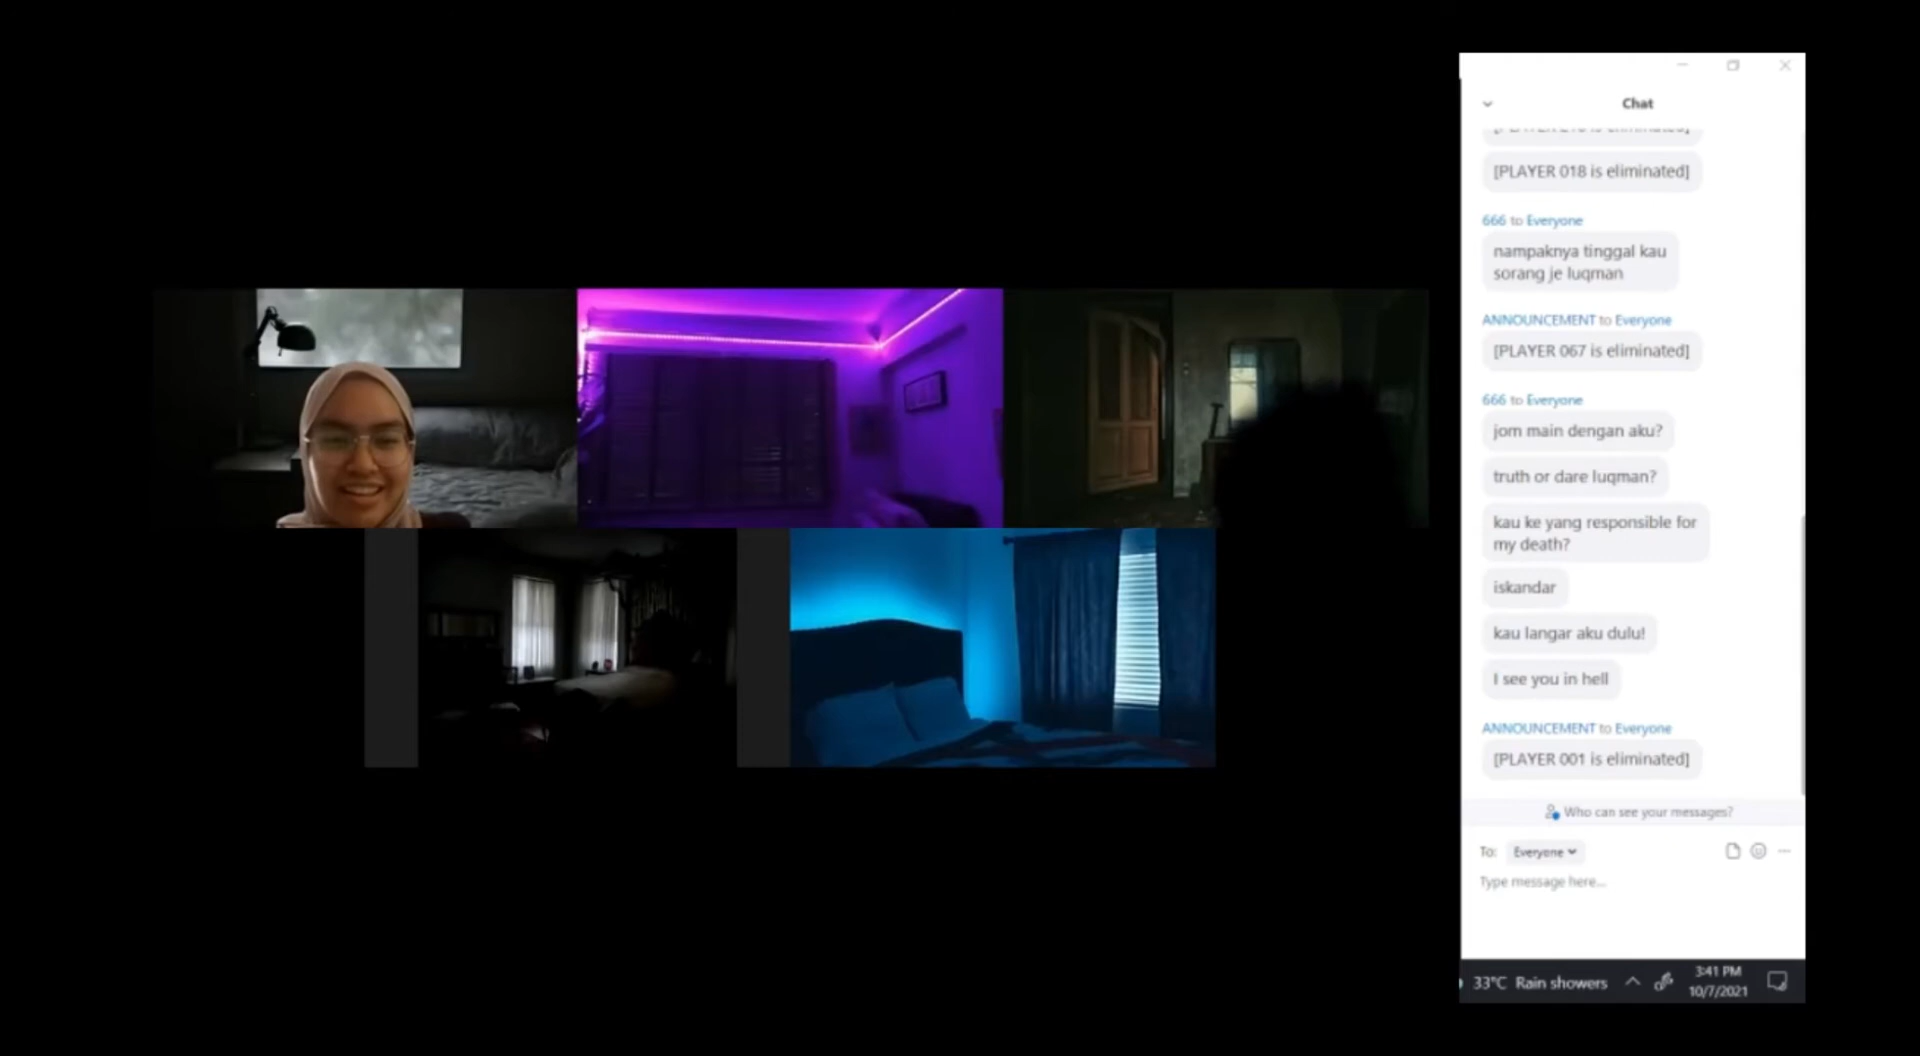 Chat
[PLAYER 018 is eliminated]
666 to Everyone
nampaknya tinggal kau
sorang je luqman
ANNOUNCEMENT to Everyone
[PLAYER 067 is eliminated]
666 to Everyone
jom main dengan aku?
truth or dare luqman?
kau ke yang responsible for
my death?
iskandar
kau langar aku dulu!
I see you in hell
ANNOUNCEMENT to Everyone
[PLAYER 001 is eliminated]
Who can see your messages?
To: Everyone
Type message here...
33°C Rain showers
3:41 PM
10/7/2021